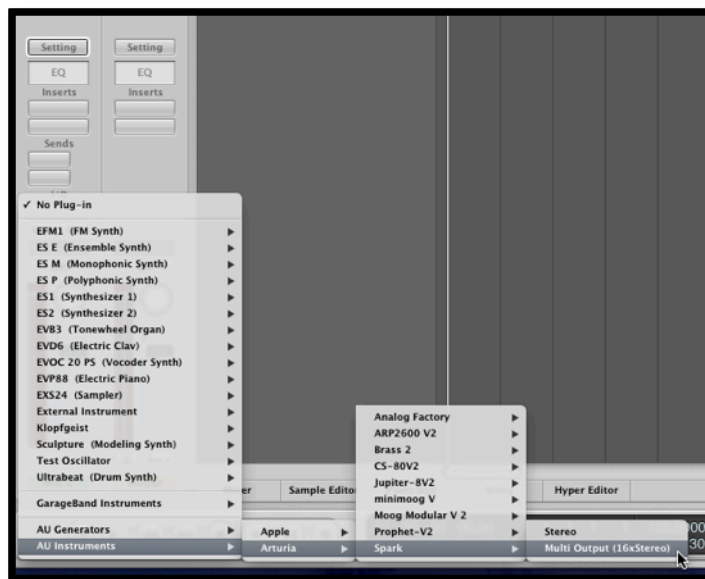 Setting
Setting
EQ
EQ
Inserts
Inserts
Sends
✓ No Plug-in
EFM1 (FM Synth)
ES E (Ensemble Synth)
ES M (Monophonic Synth)
ES P (Polyphonic Synth)
ES1 (Synthesizer 1)
ES2 (Synthesizer 2)
EVB3 (Tonewheel Organ)
EVD6 (Electric Clav)
EVOC 20 PS (Vocoder Synth)
EVP88 (Electric Piano)
EXS24 (Sampler)
External Instrument
Klopfgeist
Sculpture (Modeling Synth)
Test Oscillator
Ultrabeat (Drum Synth)
GarageBand Instruments
AU Generators
AU Instruments
Apple
Arturia
Analog Factory
ARP2600 V2
Brass 2
CS-80V2
Jupiter-8V2
minimoog V
Moog Modular V 2
Prophet-V2
Spark
Stereo
Multi Output (16xStereo)
Sample Edito
Hyper Editor
30